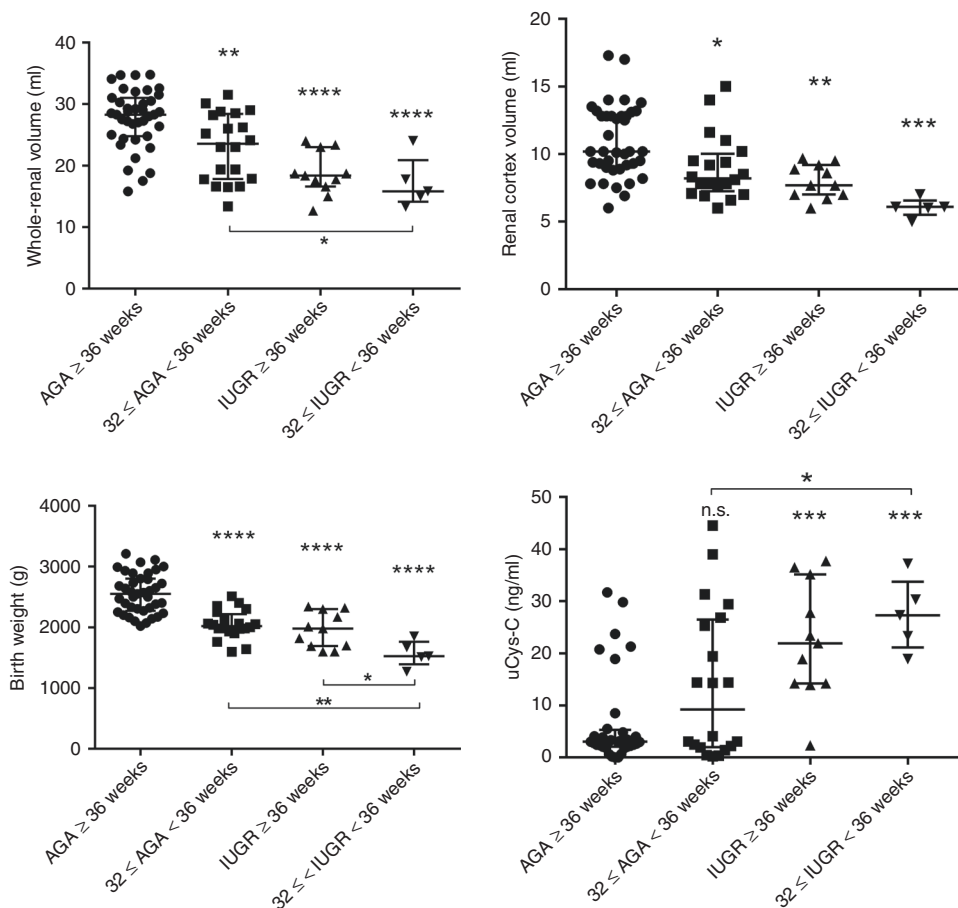 Whole-renal volume (ml)
40
30
20
10
0
**
****
****
*
AGA ≥ 36 weeks
32 ≤ AGA < 36 weeks
IUGR ≥ 36 weeks
32 ≤ IUGR < 36 weeks
Renal cortex volume (ml)
20
15
10
5
0
*
**
***
AGA ≥ 36 weeks
32 ≤ AGA < 36 weeks
IUGR ≥ 36 weeks
32 ≤ IUGR < 36 weeks
Birth weight (g)
4000
3000
2000
1000
0
****
****
****
*
**
AGA ≥ 36 weeks
32 ≤ AGA < 36 weeks
IUGR ≥ 36 weeks
32 ≤ < IUGR < 36 weeks
uCys-C (ng/ml)
50
40
30
20
10
0
*
n.s.
***
***
AGA ≥ 36 weeks
32 ≤ AGA < 36 weeks
IUGR ≥ 36 weeks
32 ≤ IUGR < 36 weeks